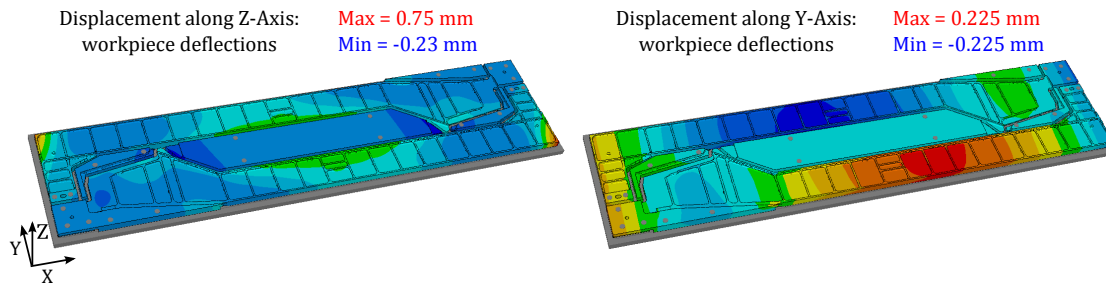 Displacement along Z-Axis: Max = 0.75 mm
workpiece deflections Min = -0.23 mm
Displacement along Y-Axis: Max = 0.225 mm
workpiece deflections Min = -0.225 mm
Z
Y
X